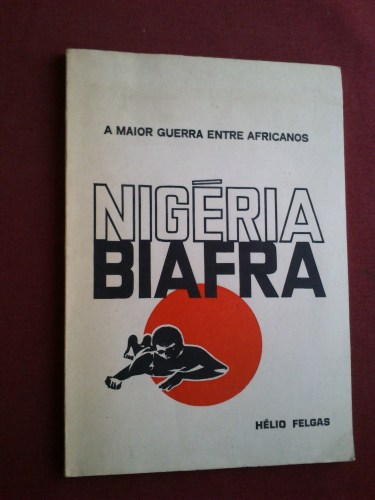 A MAIOR GUERRA ENTRE AFRICANOS
NIGÉRIA
BIAFRA
HÉLIO FELGAS